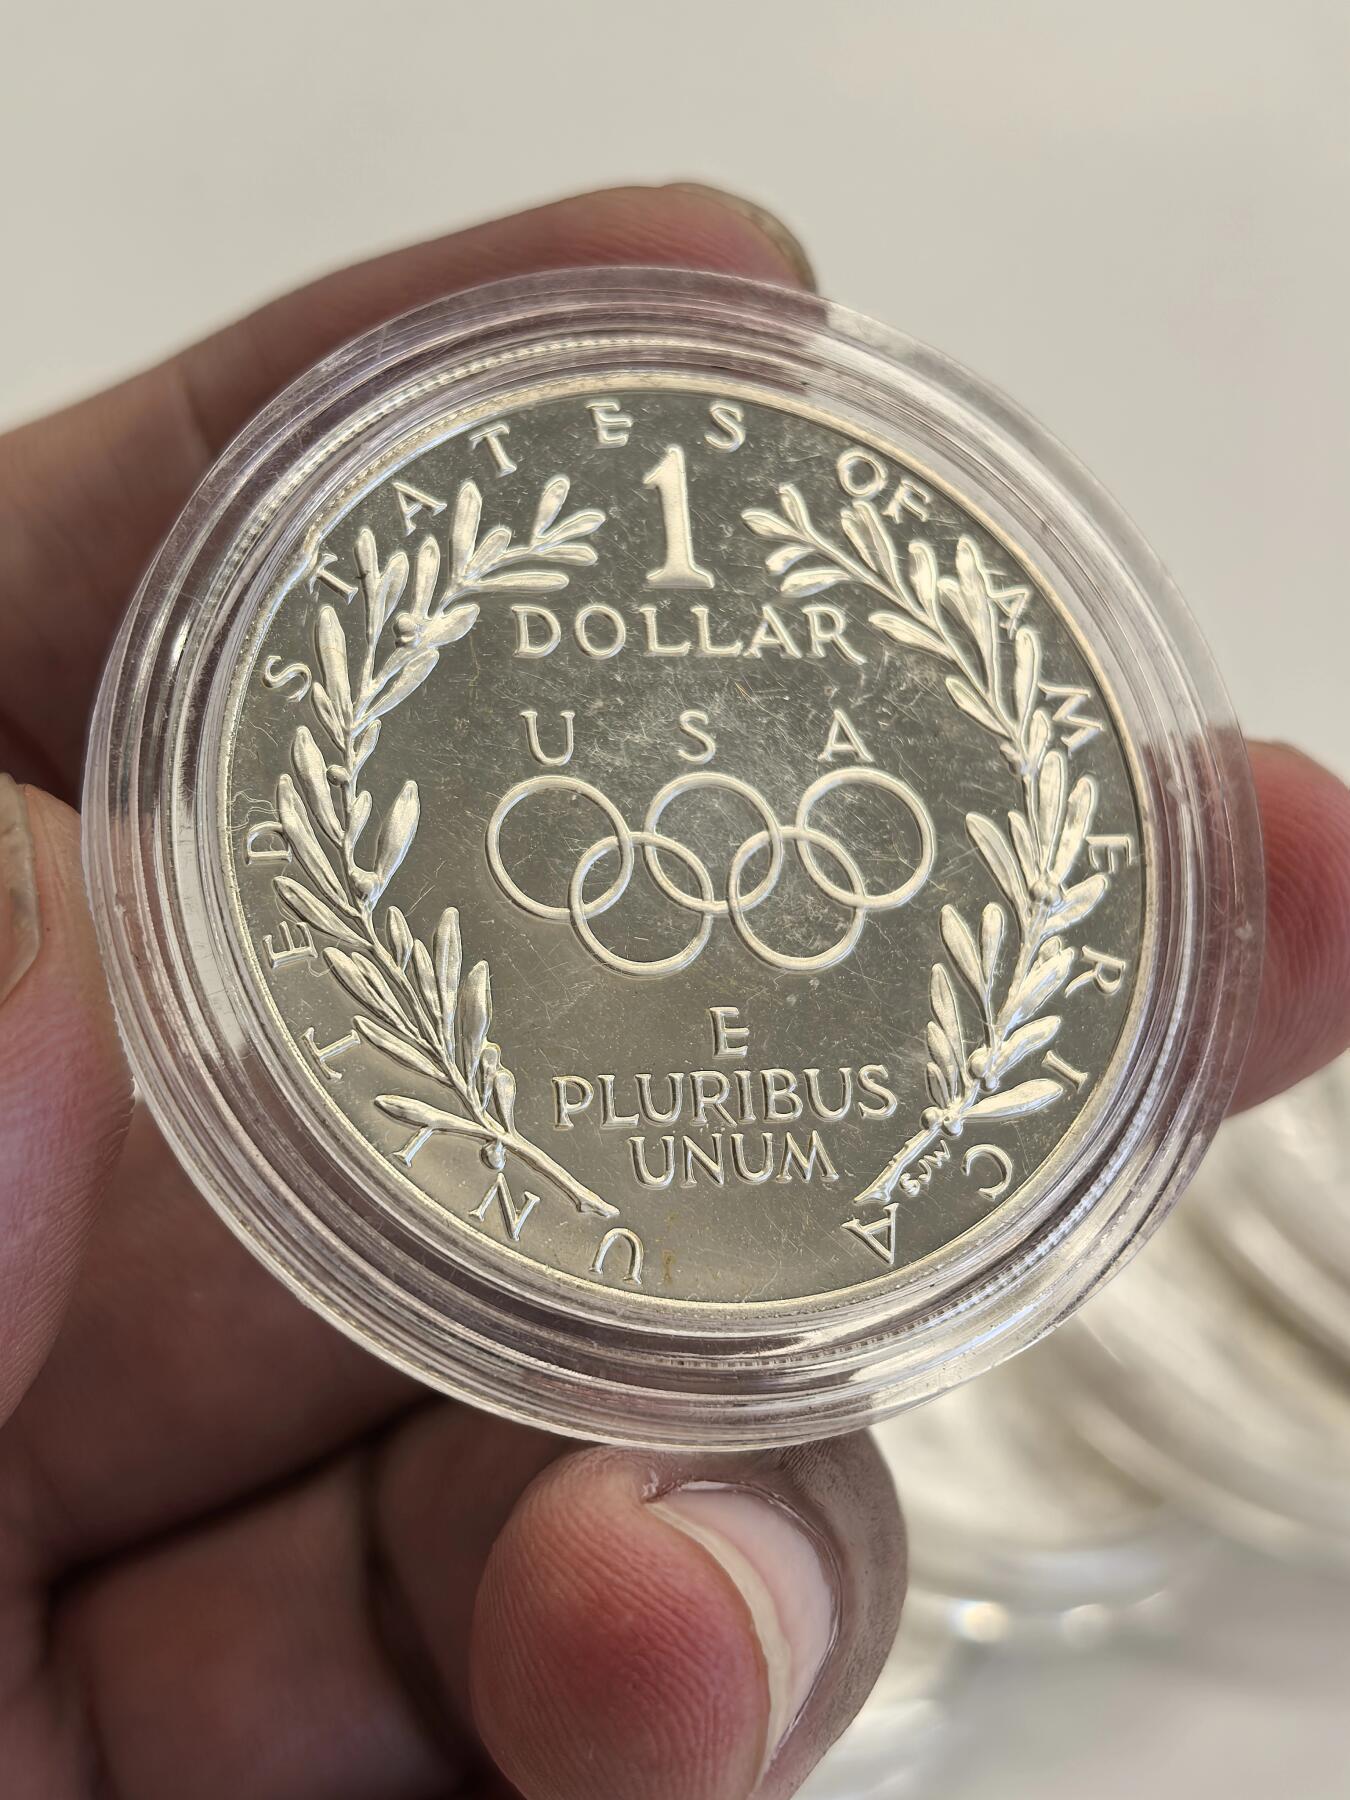 UNITED STATES OF AMERICA
1
DOLLAR
USA
E
PLURIBUS
UNUM